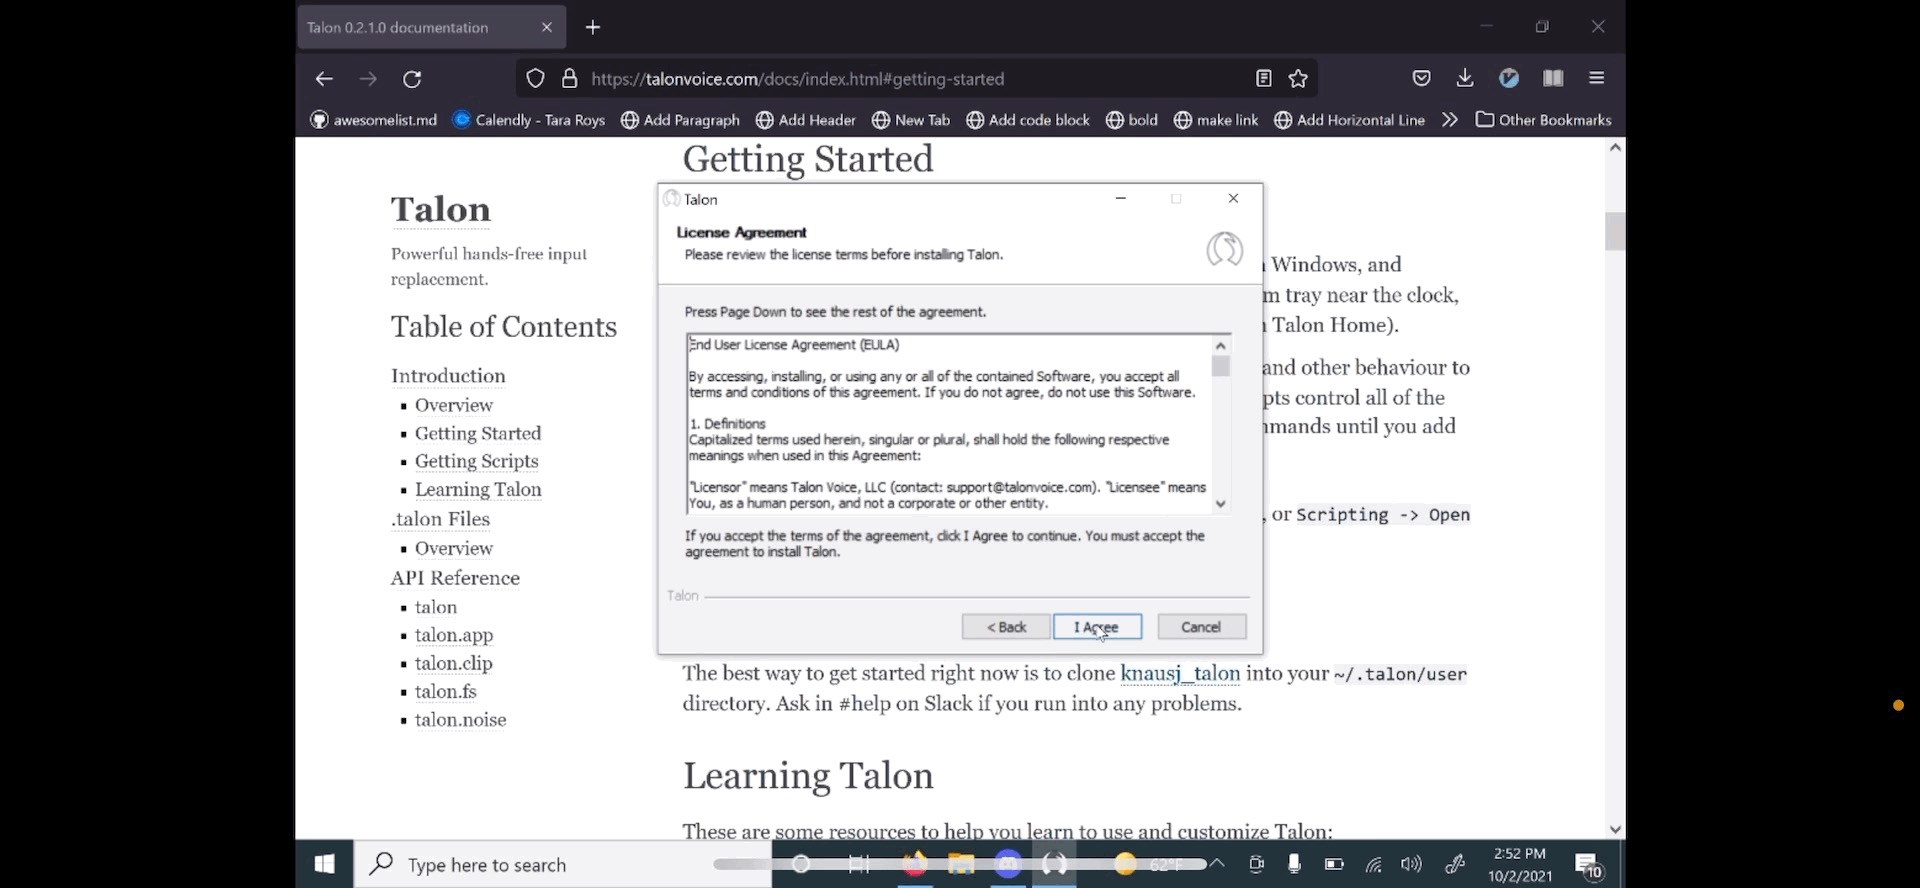 Talon 0.2.1.0 documentation
https://talonvoice.com/docs/index.html#getting-started
awesomelist.md
Calendly - Tara Roys
Add Paragraph
Add Header
New Tab
Add code block
bold
make link
Add Horizontal Line
Other Bookmarks
Talon
Powerful hands-free input
replacement.
Table of Contents
Introduction
Overview
Getting Started
Getting Scripts
Learning Talon
.talon Files
Overview
API Reference
talon
talon.app
talon.clip
talon.fs
talon.noise
Getting Started
Windows, and
m tray near the clock,
Talon Home).
and other behaviour to
pts control all of the
mmands until you add
, or Scripting -> Open
Talon
License Agreement
Please review the license terms before installing Talon.
Press Page Down to see the rest of the agreement.
End User License Agreement (EULA)
By accessing, installing, or using any or all of the contained Software, you accept all
terms and conditions of this agreement. If you do not agree, do not use this Software.
1. Definitions
Capitalized terms used herein, singular or plural, shall hold the following respective
meanings when used in this Agreement:
"Licensor" means Talon Voice, LLC (contact: support@talonvoice.com). "Licensee" means
You, as a human person, and not a corporate or other entity.
If you accept the terms of the agreement, click I Agree to continue. You must accept the
agreement to install Talon.
Talon
< Back
I Agree
Cancel
The best way to get started right now is to clone knausj_talon into your ~/.talon/user
directory. Ask in #help on Slack if you run into any problems.
Learning Talon
These are some resources to help you learn to use and customize Talon:
Type here to search
62°F
2:52 PM
10/2/2021
10